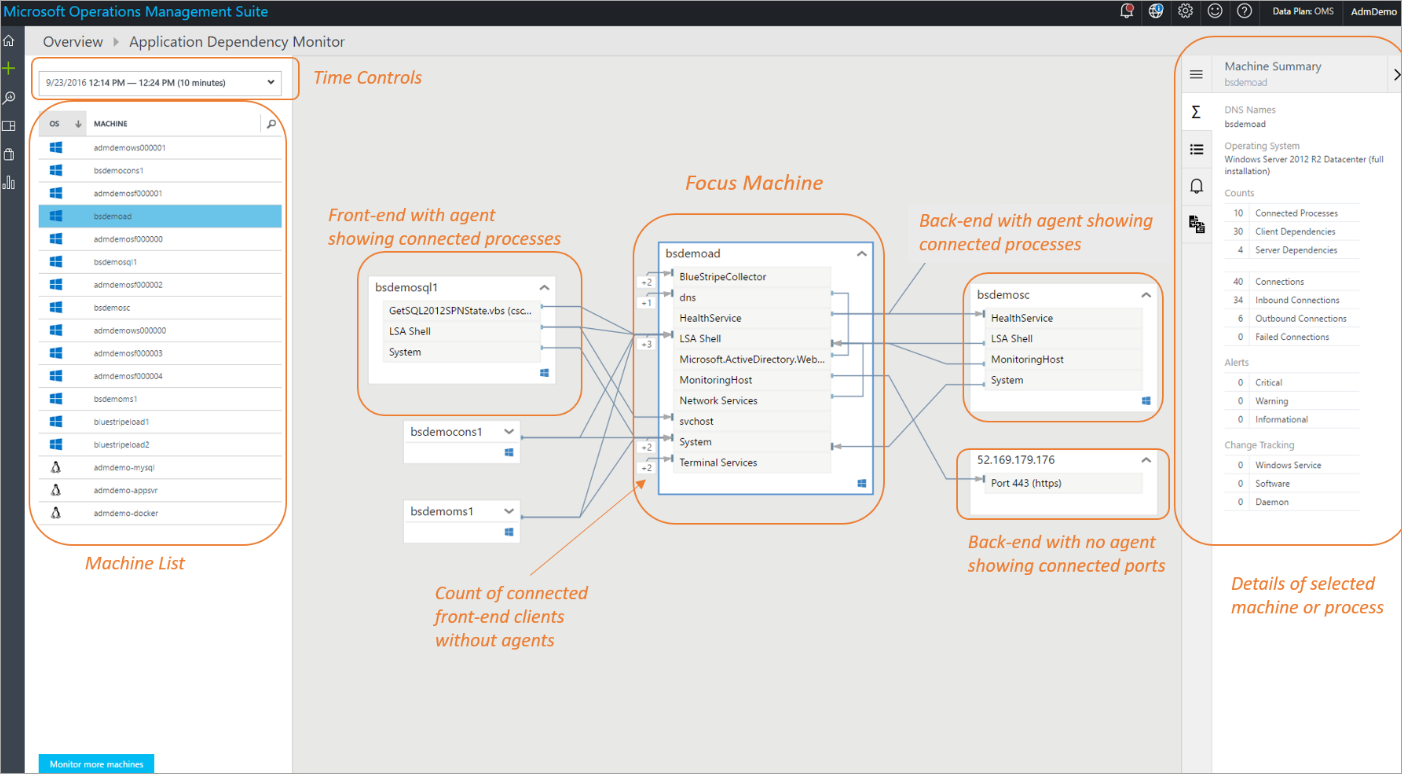 Microsoft Operations Management Suite
Data Plan: OMS
AdmDemo
Overview
Application Dependency Monitor
9/23/2016 12:14 PM — 12:24 PM (10 minutes)
Time Controls
OS
MACHINE
admdemows000001
bsdemocons1
admdemosf000001
bsdemoad
admdemosf000000
bsdemosql1
admdemosf000002
bsdemosc
admdemows000000
admdemosf000003
admdemosf000004
bsdemoms1
bluestripeload1
bluestripeload2
admdemo-mysql
admdemo-appsvr
admdemo-docker
Machine List
Monitor more machines
Front-end with agent
showing connected processes
bsdemosql1
GetSQL2012SPNState.vbs (csc...
LSA Shell
System
bsdemocons1
bsdemoms1
Count of connected
front-end clients
without agents
Focus Machine
bsdemoad
+2
+1
+3
+2
+2
BlueStripeCollector
dns
HealthService
LSA Shell
Microsoft.ActiveDirectory.Web...
MonitoringHost
Network Services
svchost
System
Terminal Services
Back-end with agent showing
connected processes
bsdemosc
HealthService
LSA Shell
MonitoringHost
System
52.169.179.176
Port 443 (https)
Back-end with no agent
showing connected ports
Machine Summary
bsdemoad
DNS Names
bsdemoad
Operating System
Windows Server 2012 R2 Datacenter (full
installation)
Counts
10 Connected Processes
30 Client Dependencies
4 Server Dependencies
40 Connections
34 Inbound Connections
6 Outbound Connections
0 Failed Connections
Alerts
0 Critical
0 Warning
0 Informational
Change Tracking
0 Windows Service
0 Software
0 Daemon
Details of selected
machine or process